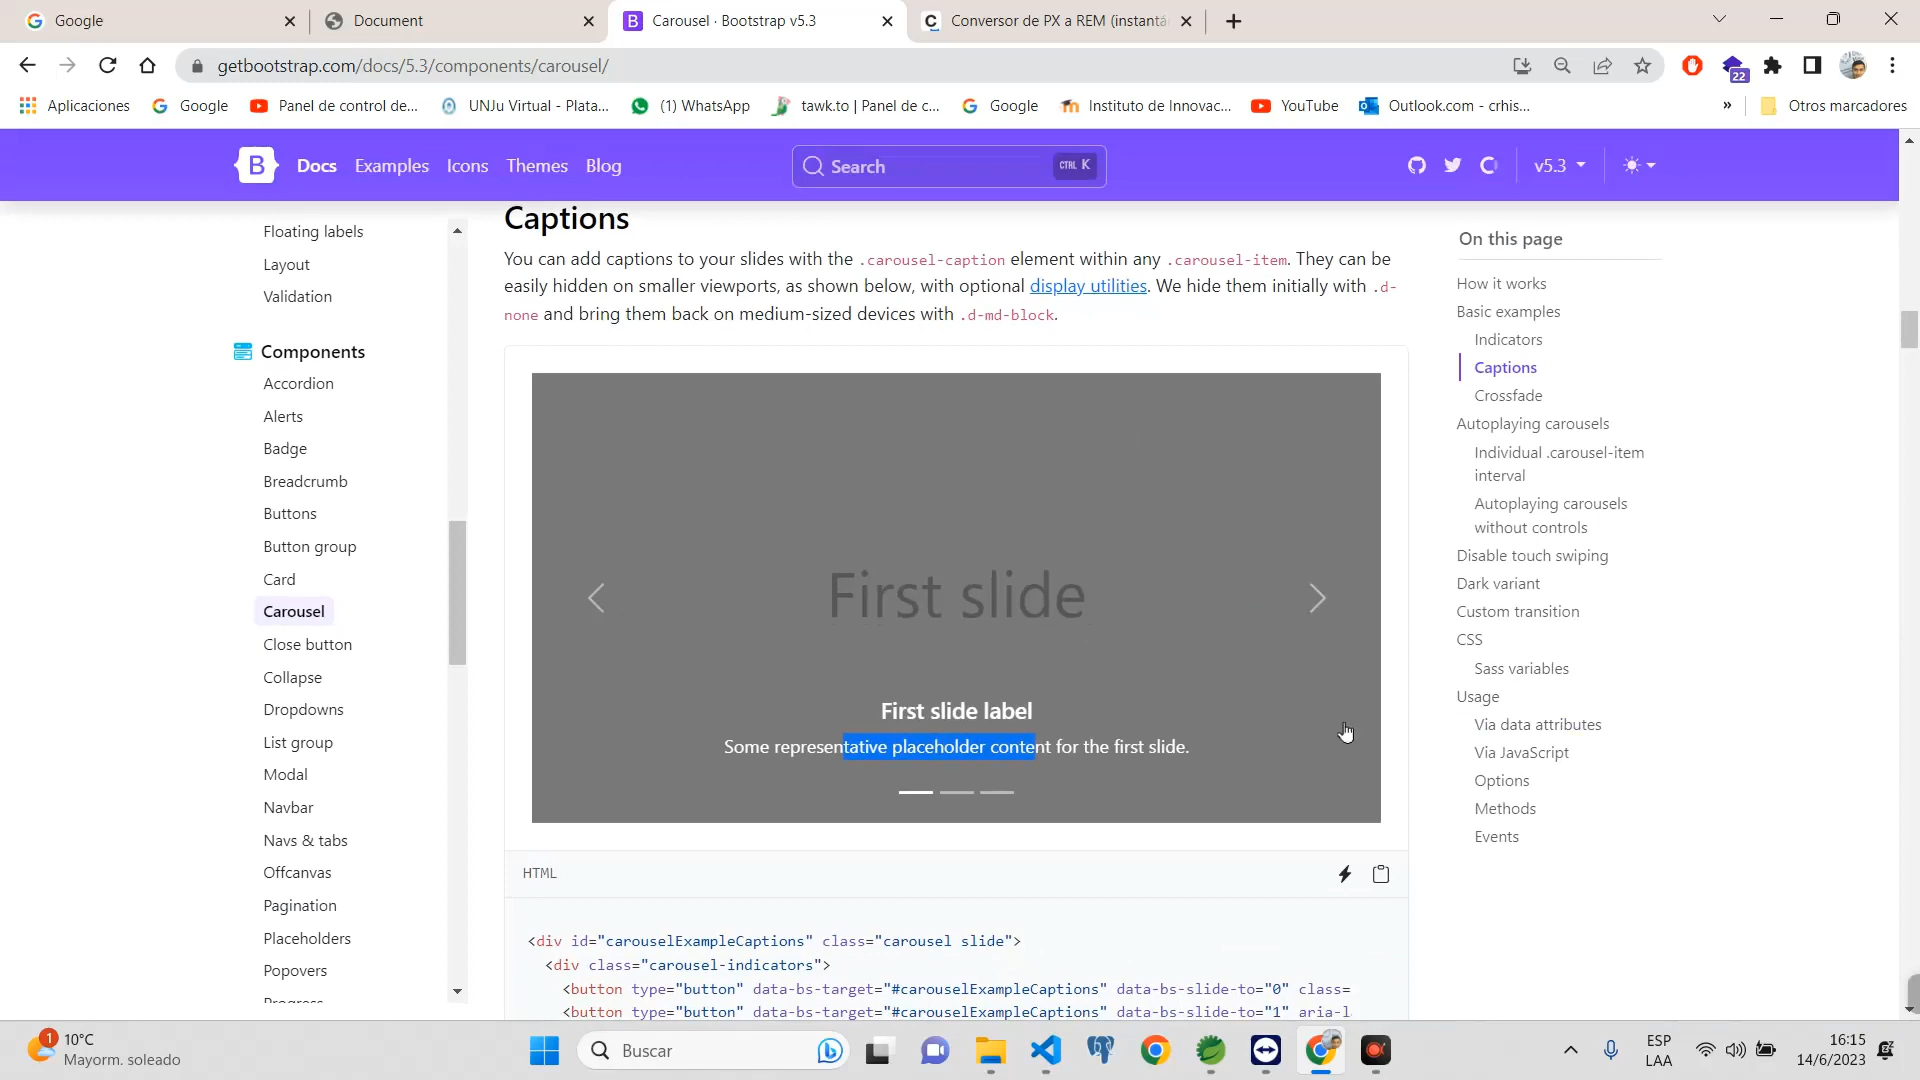 Google
Document
Carousel · Bootstrap v5.3
Conversor de PX a REM (instantá
getbootstrap.com/docs/5.3/components/carousel/
22
Aplicaciones
Google
Panel de control de...
UNJu Virtual - Plata...
(1) WhatsApp
tawk.to | Panel de c...
Google
Instituto de Innovac...
YouTube
Outlook.com - crhis...
»
Otros marcadores
B
Docs
Examples
Icons
Themes
Blog
Search
CTRL K
v5.3
Floating labels
Layout
Validation
Components
Accordion
Alerts
Badge
Breadcrumb
Buttons
Button group
Card
Carousel
Close button
Collapse
Dropdowns
List group
Modal
Navbar
Navs & tabs
Offcanvas
Pagination
Placeholders
Popovers
Progress
Captions
You can add captions to your slides with the .carousel-caption element within any .carousel-item. They can be
easily hidden on smaller viewports, as shown below, with optional display utilities. We hide them initially with .d-
none and bring them back on medium-sized devices with .d-md-block.
First slide
First slide label
Some representative placeholder content for the first slide.
HTML
<div id="carouselExampleCaptions" class="carousel slide">
<div class="carousel-indicators">
<button type="button" data-bs-target="#carouselExampleCaptions" data-bs-slide-to="0" class=
<button type="button" data-bs-target="#carouselExampleCaptions" data-bs-slide-to="1" aria-l
On this page
How it works
Basic examples
Indicators
Captions
Crossfade
Autoplaying carousels
Individual .carousel-item
interval
Autoplaying carousels
without controls
Disable touch swiping
Dark variant
Custom transition
CSS
Sass variables
Usage
Via data attributes
Via JavaScript
Options
Methods
Events
1
10°C
Mayorm. soleado
Buscar
ESP
LAA
16:15
14/6/2023